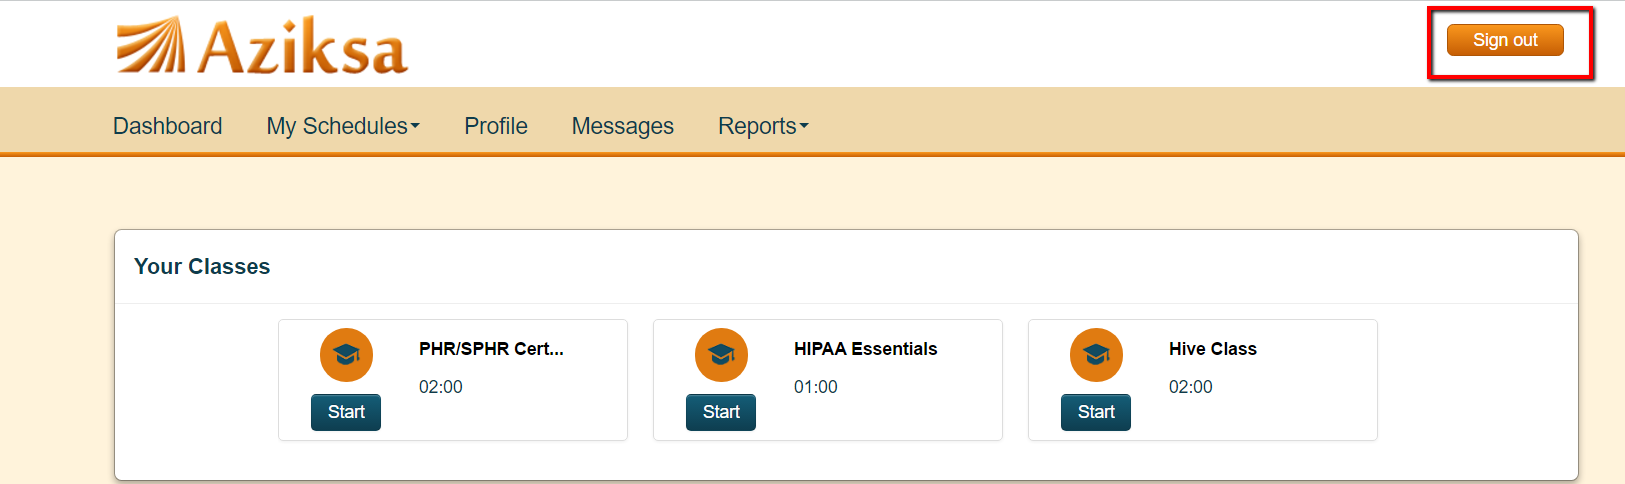 Aziksa
Sign out
Dashboard My Schedules Profile Messages Reports
Your Classes
PHR/SPHR Cert...
02:00
Start
HIPAA Essentials
01:00
Start
Hive Class
02:00
Start